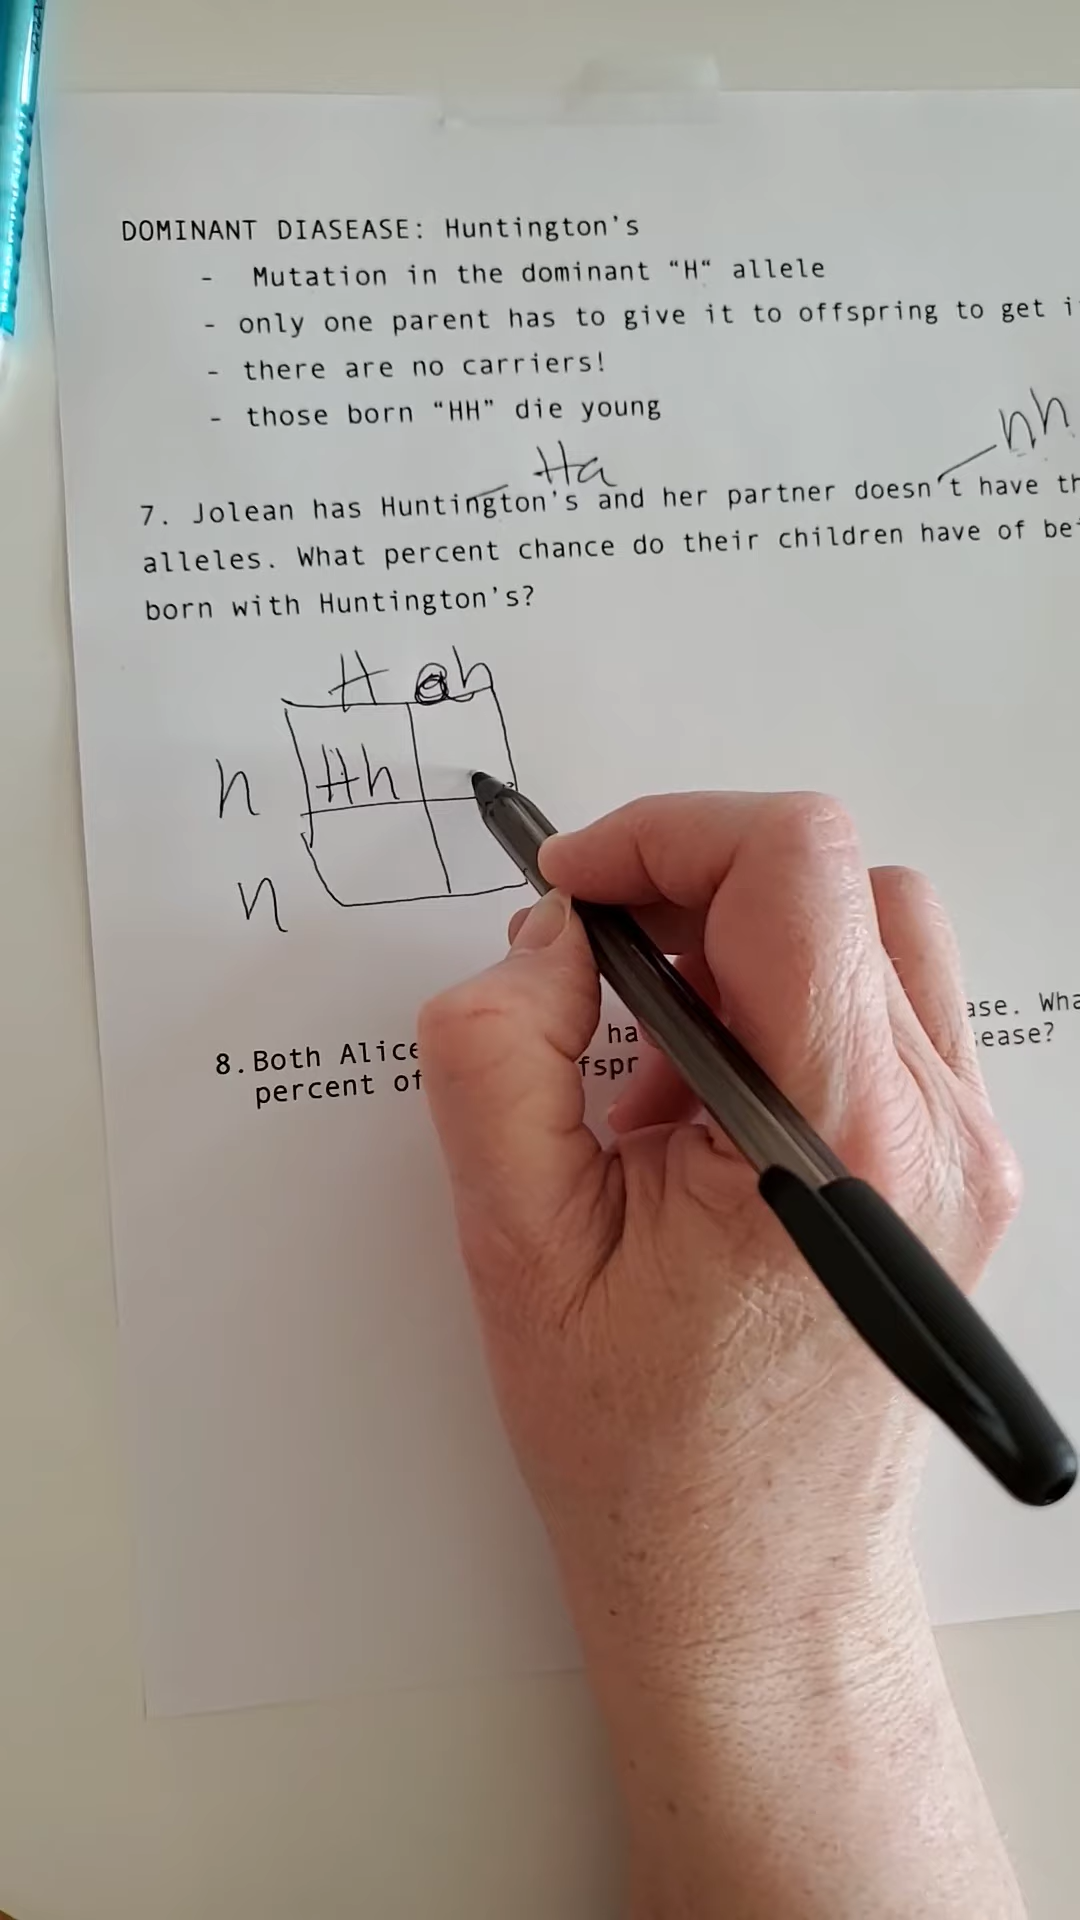 DOMINANT DIASEASE: Huntington's
- Mutation in the dominant “H“ allele
- only one parent has to give it to offspring to get i
- there are no carriers!
- those born “HH” die young
Ha
hh
7. Jolean has Huntington's and her partner doesn't have th
alleles. What percent chance do their children have of be
born with Huntington's?
H h
h Hh
h
8. Both Alice ha ase. Wha
percent of fspr ease?